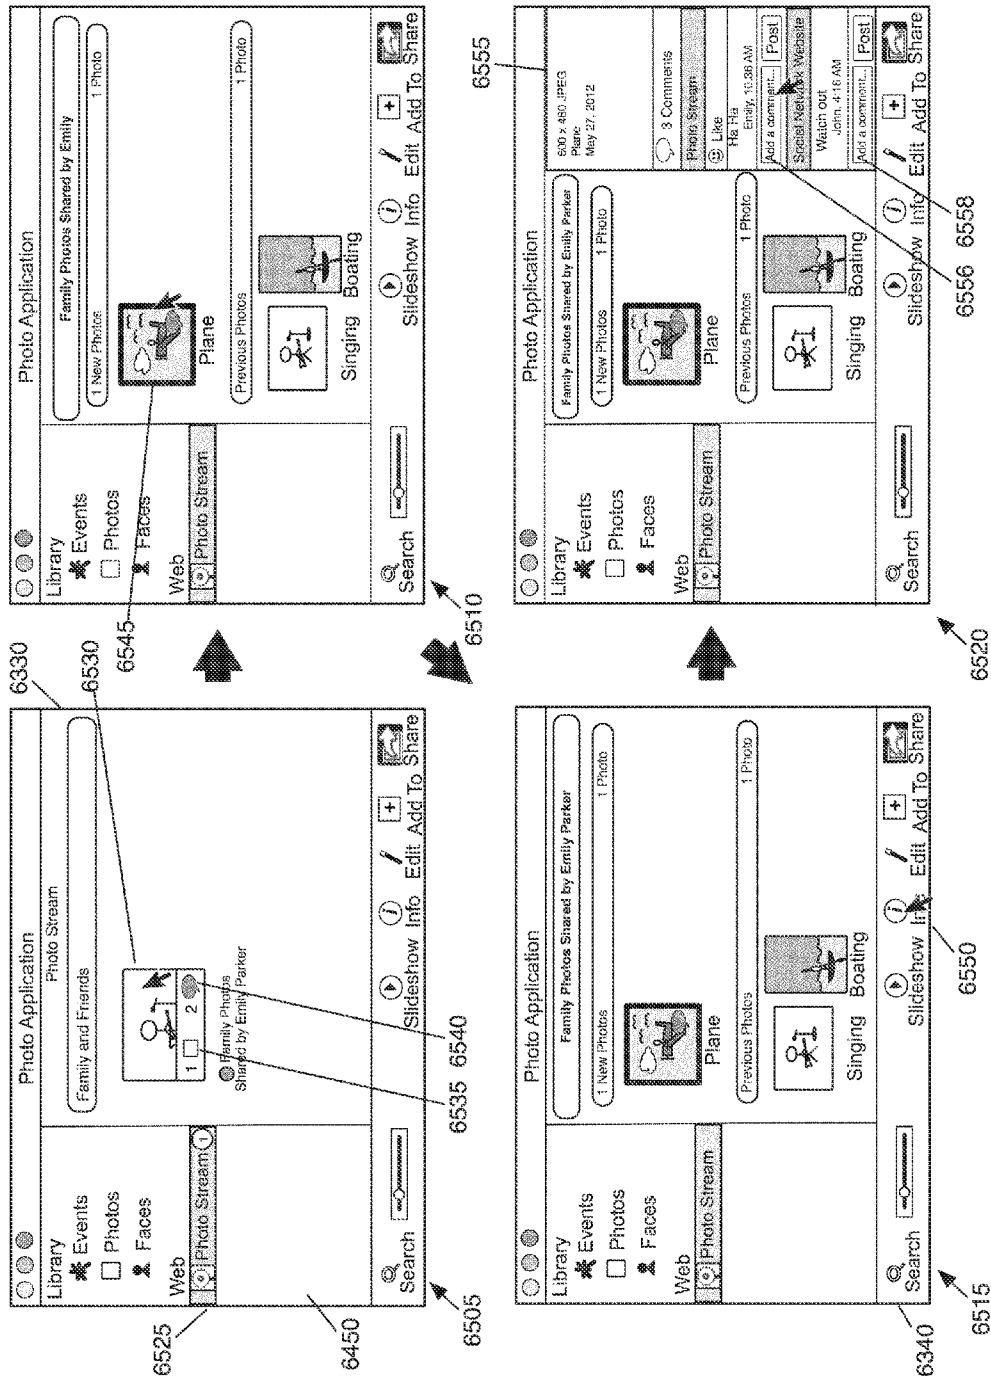 6330
6530
Photo Application
Library
Events
Photos
Faces
Web
Photo Stream 1
Photo Stream
Family and Friends
1 2
Family Photos
Shared by Emily Parker
Search
Slideshow Info Edit Add To Share
6525
6450
6505
6535
6540
Photo Application
Library
Events
Photos
Faces
Web
Photo Stream
Family Photos Shared by Emily
1 New Photos 1 Photo
Plane
Previous Photos 1 Photo
Singing Boating
Search
Slideshow Info Edit Add To Share
6545
6510
Photo Application
Library
Events
Photos
Faces
Web
Photo Stream
Family Photos Shared by Emily Parker
1 New Photos 1 Photo
Plane
Previous Photos 1 Photo
Singing Boating
Search
Slideshow Info Edit Add To Share
6340
6515
6550
6555
Photo Application
Library
Events
Photos
Faces
Web
Photo Stream
Family Photos Shared by Emily Parker
1 New Photos 1 Photo
Plane
Previous Photos 1 Photo
Singing Boating
600 x 480 JPEG
Plane
May 27, 2012
3 Comments
Photo Stream
Like
Ha Ha
Emily, 10:36 AM
Add a comment... Post
Social Network Website
Watch out
John, 4:16 AM
Add a comment... Post
Search
Slideshow Info Edit Add To Share
6520
6556
6558